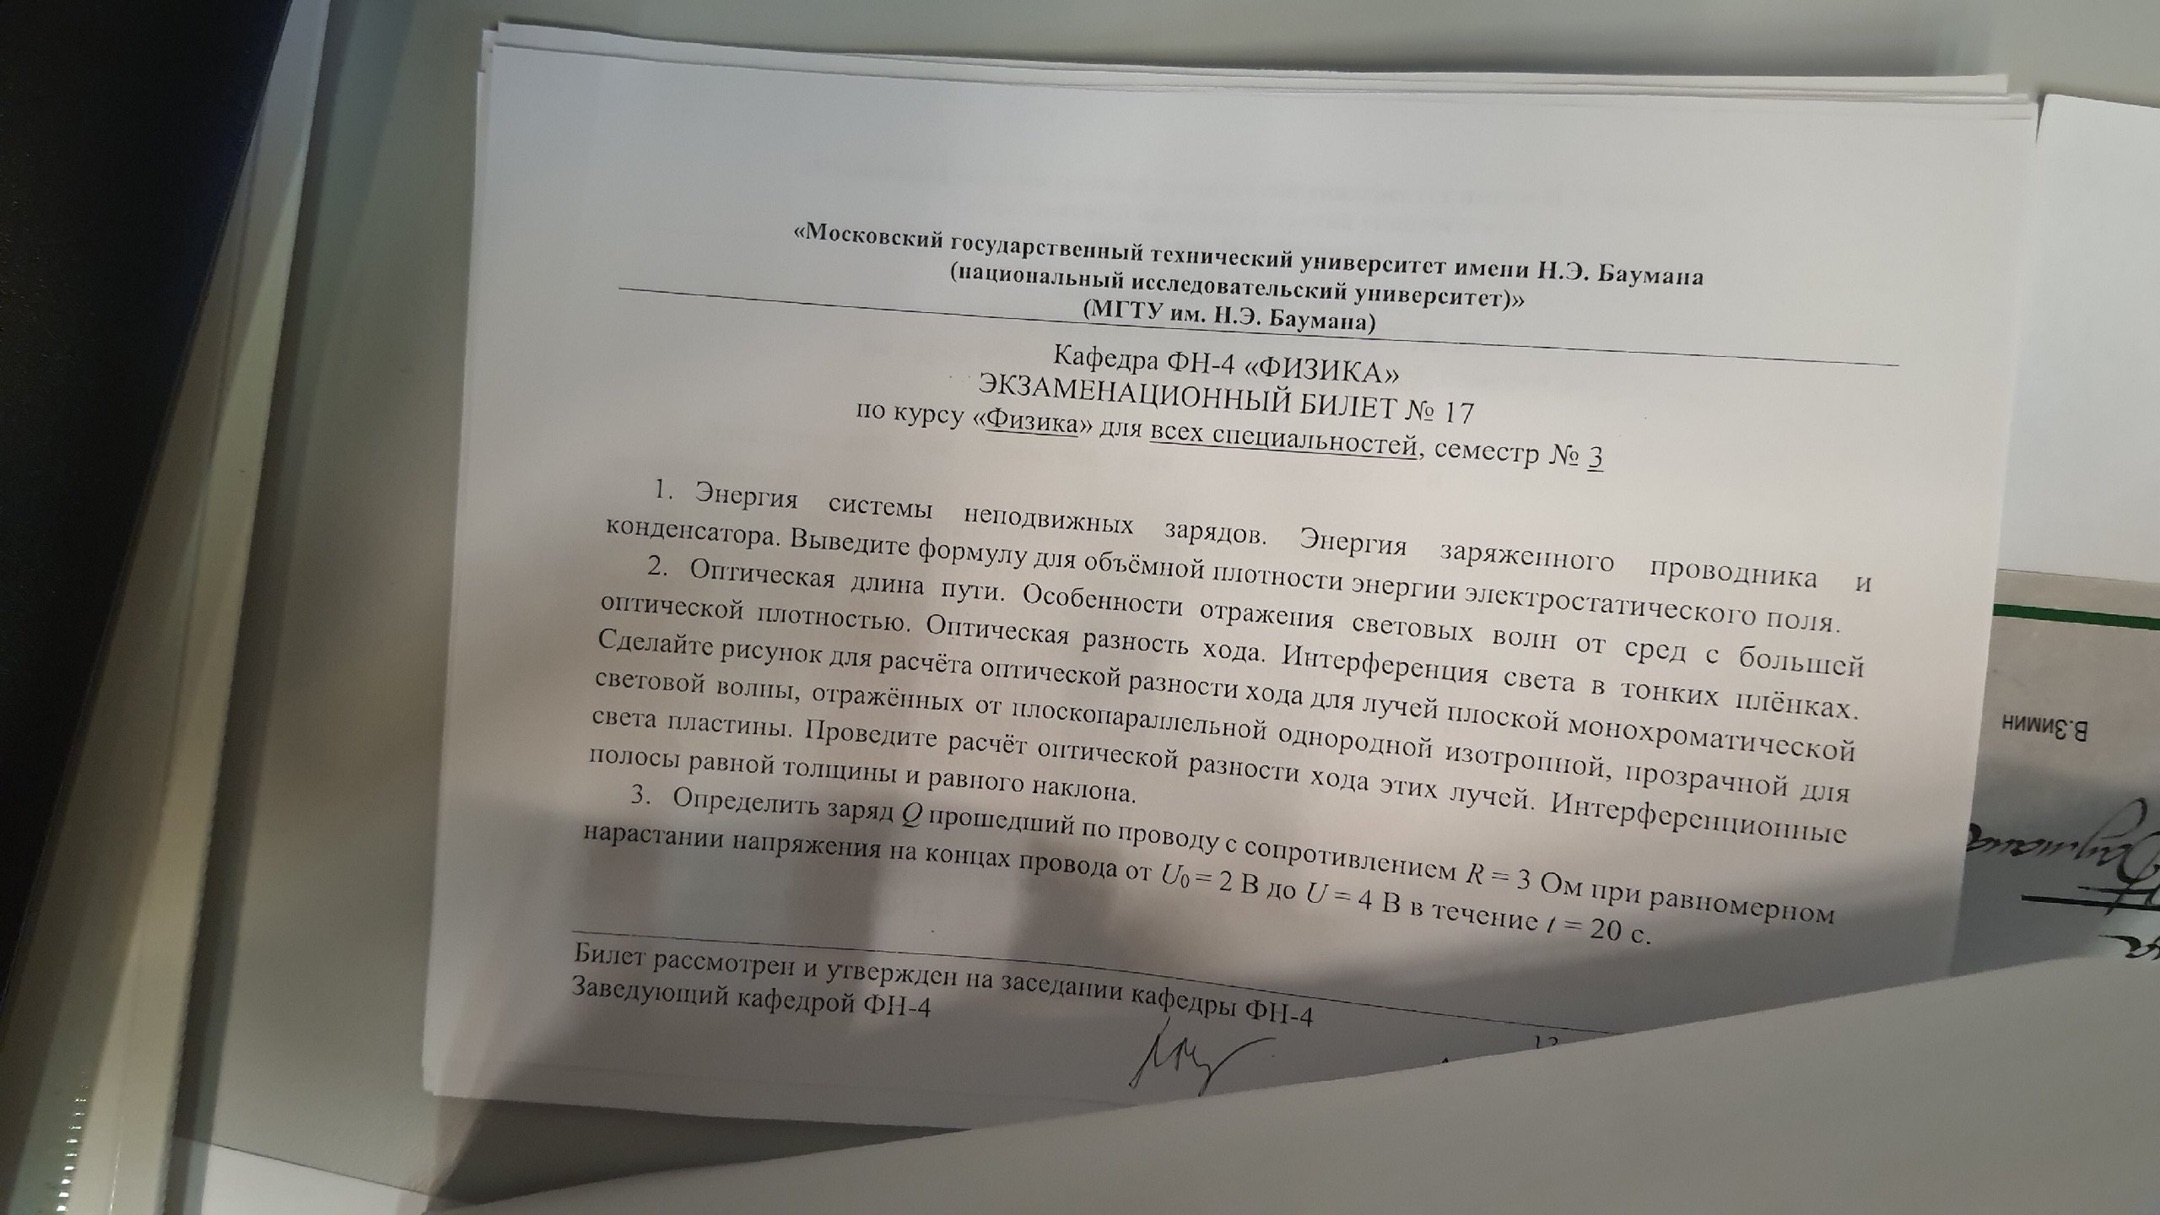 «Московский государственный технический университет имени Н.Э. Баумана
(национальный исследовательский университет)»
(МГТУ им. Н.Э. Баумана)
Кафедра ФН-4 «ФИЗИКА»
ЭКЗАМЕНАЦИОННЫЙ БИЛЕТ № 17
по курсу «Физика» для всех специальностей, семестр № 3
1. Энергия системы неподвижных зарядов. Энергия заряженного проводника и
конденсатора. Выведите формулу для объёмной плотности энергии электростатического поля.
2. Оптическая длина пути. Особенности отражения световых волн от сред с большей
оптической плотностью. Оптическая разность хода. Интерференция света в тонких плёнках.
Сделайте рисунок для расчёта оптической разности хода для лучей плоской монохроматической
световой волны, отражённых от плоскопараллельной однородной изотропной, прозрачной для
света пластины. Проведите расчёт оптической разности хода этих лучей. Интерференционные
полосы равной толщины и равного наклона.
3. Определить заряд Q прошедший по проводу с сопротивлением R = 3 Ом при равномерном
нарастании напряжения на концах провода от U₀ = 2 В до U = 4 В в течение t = 20 с.
Билет рассмотрен и утвержден на заседании кафедры ФН-4
Заведующий кафедрой ФН-4
В.Зимин